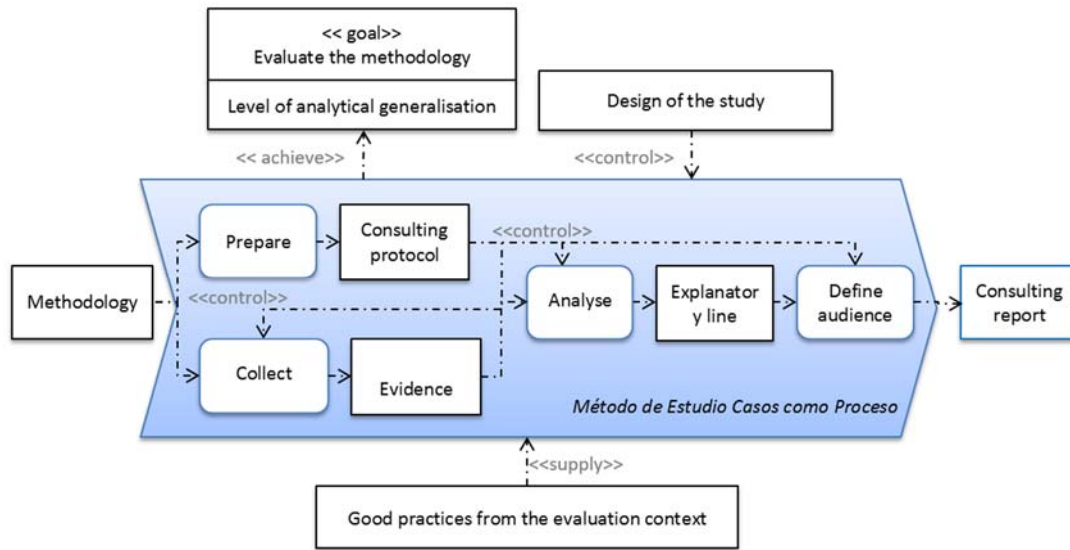 << goal>>
Evaluate the methodology
Level of analytical generalisation
Design of the study
<< achieve>>
<<control>>
Prepare
Consulting
protocol
<<control>>
Methodology
<<control>>
Analyse
Explanator
y line
Define
audience
Consulting
report
Collect
Evidence
Método de Estudio Casos como Proceso
<<supply>>
Good practices from the evaluation context